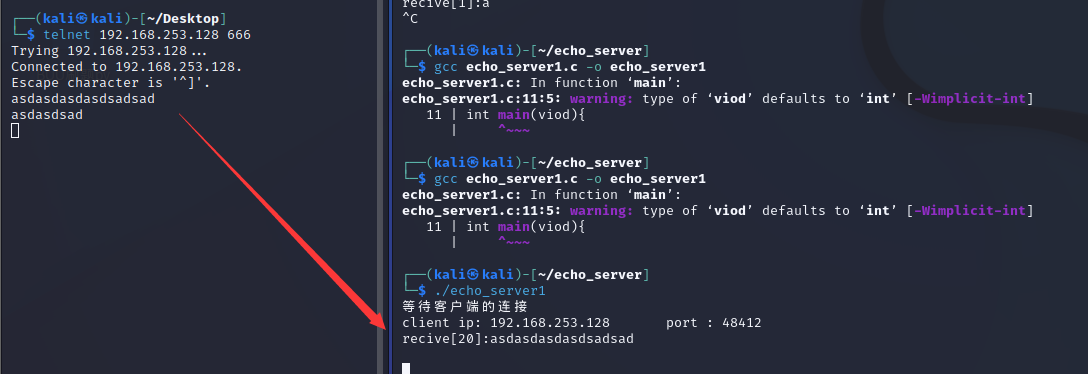 ┌──(kali㉿kali)-[~/Desktop]
└─$ telnet 192.168.253.128 666
Trying 192.168.253.128...
Connected to 192.168.253.128.
Escape character is '^]'.
asdasdasdasdsadsad
asdasdsad
recive[1]:a
^C
┌──(kali㉿kali)-[~/echo_server]
└─$ gcc echo_server1.c -o echo_server1
echo_server1.c: In function ‘main’:
echo_server1.c:11:5: warning: type of ‘viod’ defaults to ‘int’ [-Wimplicit-int]
   11 | int main(viod){
      |     ^~~~
┌──(kali㉿kali)-[~/echo_server]
└─$ gcc echo_server1.c -o echo_server1
echo_server1.c: In function ‘main’:
echo_server1.c:11:5: warning: type of ‘viod’ defaults to ‘int’ [-Wimplicit-int]
   11 | int main(viod){
      |     ^~~~
┌──(kali㉿kali)-[~/echo_server]
└─$ ./echo_server1
等待客户端的连接
client ip: 192.168.253.128       port : 48412
recive[20]:asdasdasdasdsadsad